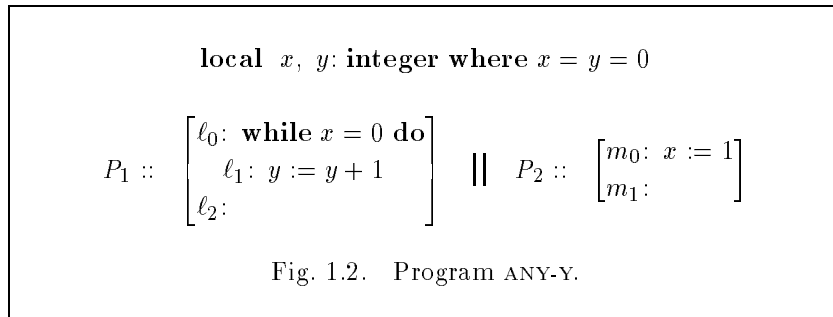 local x, y: integer where x = y = 0
P₁ :: [ℓ₀: while x = 0 do
ℓ₁: y := y + 1
ℓ₂: ] || P₂ :: [m₀: x := 1
m₁: ]
Fig. 1.2. Program ANY-Y.